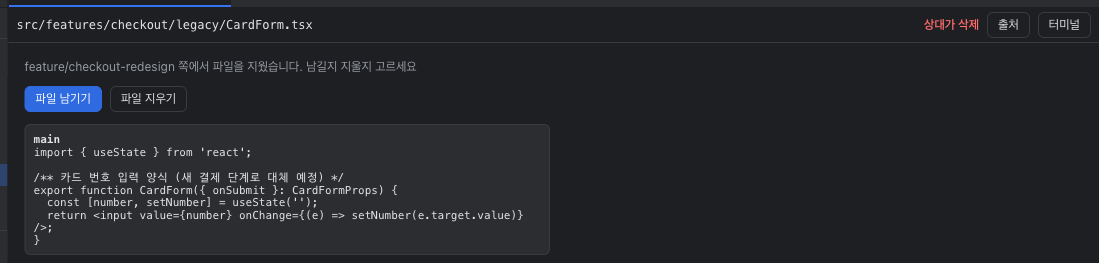 src/features/checkout/legacy/CardForm.tsx
상대가 삭제
출처
터미널
feature/checkout-redesign 쪽에서 파일을 지웠습니다. 남길지 지울지 고르세요
파일 남기기
파일 지우기
main
import { useState } from 'react';
/** 카드 번호 입력 양식 (새 결제 단계로 대체 예정) */
export function CardForm({ onSubmit }: CardFormProps) {
  const [number, setNumber] = useState('');
  return <input value={number} onChange={(e) => setNumber(e.target.value)}
/>;
}